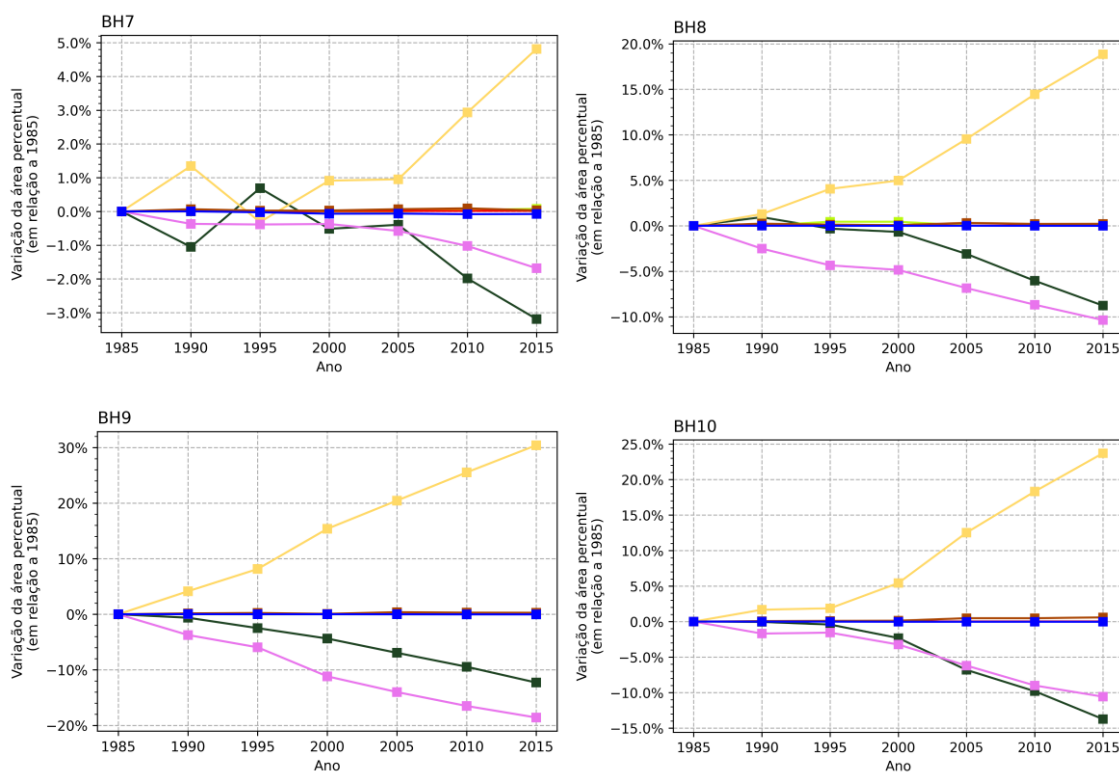 BH7
Variação da área percentual
(em relação a 1985)
5.0%
4.0%
3.0%
2.0%
1.0%
0.0%
−1.0%
−2.0%
−3.0%
1985 1990 1995 2000 2005 2010 2015
Ano
BH8
Variação da área percentual
(em relação a 1985)
20.0%
15.0%
10.0%
5.0%
0.0%
−5.0%
−10.0%
1985 1990 1995 2000 2005 2010 2015
Ano
BH9
Variação da área percentual
(em relação a 1985)
30%
20%
10%
0%
−10%
−20%
1985 1990 1995 2000 2005 2010 2015
Ano
BH10
Variação da área percentual
(em relação a 1985)
25.0%
20.0%
15.0%
10.0%
5.0%
0.0%
−5.0%
−10.0%
−15.0%
1985 1990 1995 2000 2005 2010 2015
Ano